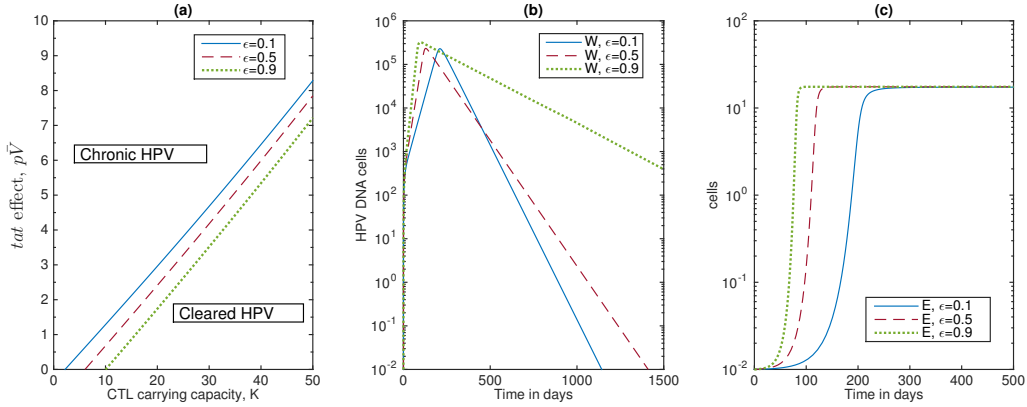 (a)
tat effect, pV̄
9
8
7
6
5
4
3
2
1
0
ϵ=0.1
ϵ=0.5
ϵ=0.9
Chronic HPV
Cleared HPV
0 10 20 30 40 50
CTL carrying capacity, K
(b)
HPV DNA cells
10^6
10^5
10^4
10^3
10^2
10^1
10^0
10^-1
10^-2
W, ϵ=0.1
W, ϵ=0.5
W, ϵ=0.9
0 500 1000 1500
Time in days
(c)
cells
10^2
10^1
10^0
10^-1
10^-2
E, ϵ=0.1
E, ϵ=0.5
E, ϵ=0.9
0 100 200 300 400 500
Time in days